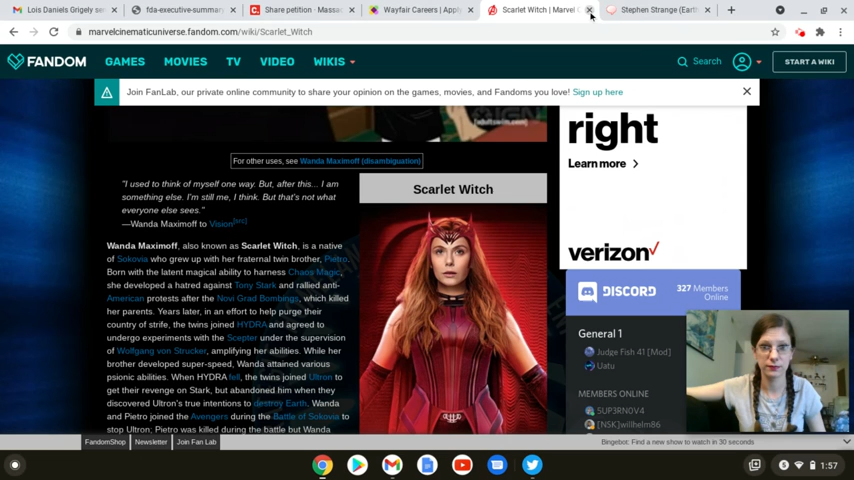 Lois Daniels Grigely serv
fda-executive-summary
Share petition · Massac
Wayfair Careers | Apply
Scarlet Witch | Marvel C
Stephen Strange (Earth
marvelcinematicuniverse.fandom.com/wiki/Scarlet_Witch
FANDOM
GAMES
MOVIES
TV
VIDEO
WIKIS
Search
START A WIKI
Join FanLab, our private online community to share your opinion on the games, movies, and Fandoms you love! Sign up here
[adultswim.com]
For other uses, see Wanda Maximoff (disambiguation)
"I used to think of myself one way. But, after this... I am
something else. I'm still me, I think. But that's not what
everyone else sees."
—Wanda Maximoff to Vision[src]
Wanda Maximoff, also known as Scarlet Witch, is a native
of Sokovia who grew up with her fraternal twin brother, Pietro.
Born with the latent magical ability to harness Chaos Magic,
she developed a hatred against Tony Stark and rallied anti-
American protests after the Novi Grad Bombings, which killed
her parents. Years later, in an effort to help purge their
country of strife, the twins joined HYDRA and agreed to
undergo experiments with the Scepter under the supervision
of Wolfgang von Strucker, amplifying her abilities. While her
brother developed super-speed, Wanda attained various
psionic abilities. When HYDRA fell, the twins joined Ultron to
get their revenge on Stark, but abandoned him when they
discovered Ultron's true intentions to destroy Earth. Wanda
and Pietro joined the Avengers during the Battle of Sokovia to
stop Ultron; Pietro was killed during the battle but Wanda
Scarlet Witch
right
Learn more
verizon
DISCORD
327 Members
Online
General 1
Judge Fish 41 [Mod]
Uatu
MEMBERS ONLINE
SUP3RN0V4
[NSK]willhelm86
FandomShop
Newsletter
Join Fan Lab
Bingebot: Find a new show to watch in 30 seconds
1:57